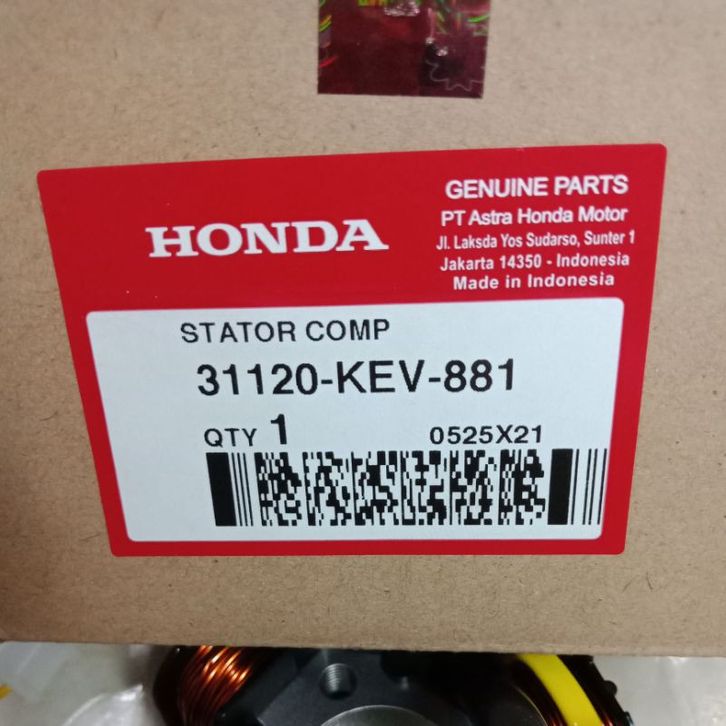 HONDA
GENUINE PARTS
PT Astra Honda Motor
Jl. Laksda Yos Sudarso, Sunter 1
Jakarta 14350 - Indonesia
Made in Indonesia
STATOR COMP
31120-KEV-881
QTY 1
0525X21